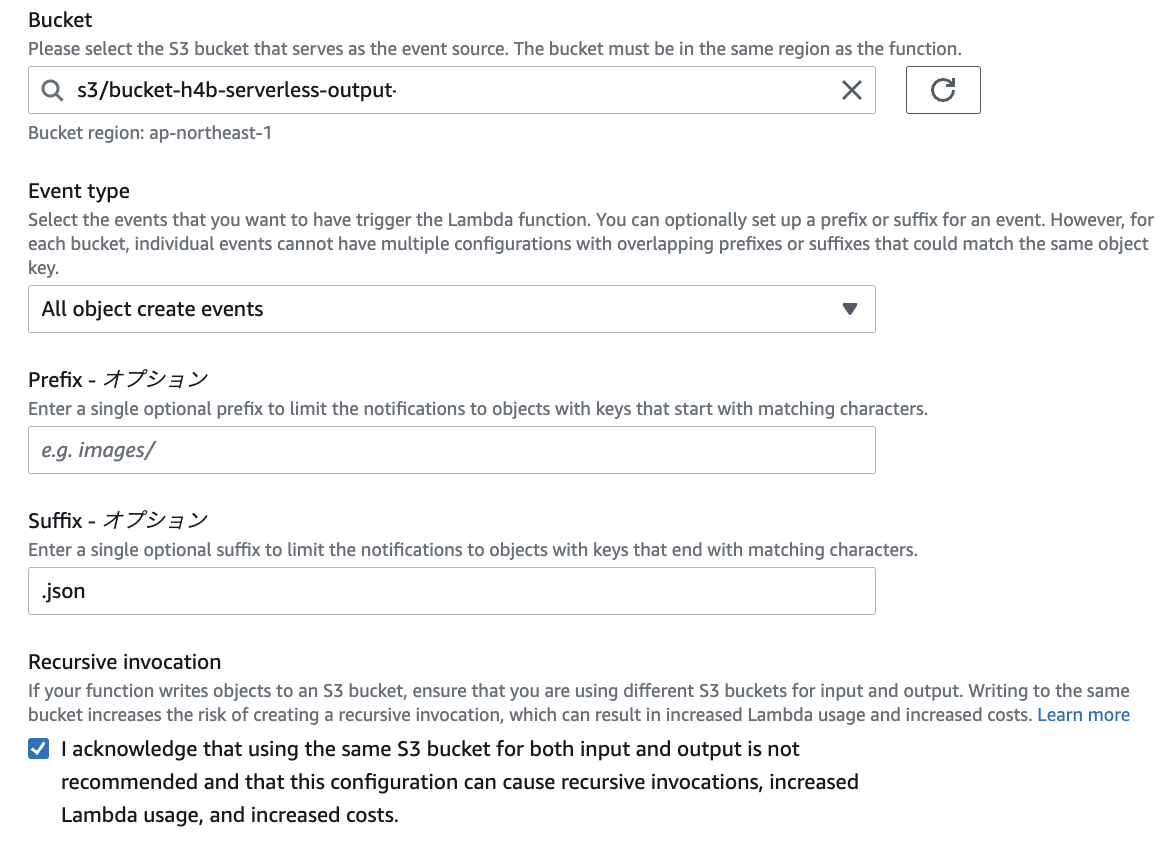 Bucket
Please select the S3 bucket that serves as the event source. The bucket must be in the same region as the function.
s3/bucket-h4b-serverless-output-
Bucket region: ap-northeast-1
Event type
Select the events that you want to have trigger the Lambda function. You can optionally set up a prefix or suffix for an event. However, for
each bucket, individual events cannot have multiple configurations with overlapping prefixes or suffixes that could match the same object
key.
All object create events
Prefix - オプション
Enter a single optional prefix to limit the notifications to objects with keys that start with matching characters.
e.g. images/
Suffix - オプション
Enter a single optional suffix to limit the notifications to objects with keys that end with matching characters.
.json
Recursive invocation
If your function writes objects to an S3 bucket, ensure that you are using different S3 buckets for input and output. Writing to the same
bucket increases the risk of creating a recursive invocation, which can result in increased Lambda usage and increased costs. Learn more
I acknowledge that using the same S3 bucket for both input and output is not
recommended and that this configuration can cause recursive invocations, increased
Lambda usage, and increased costs.